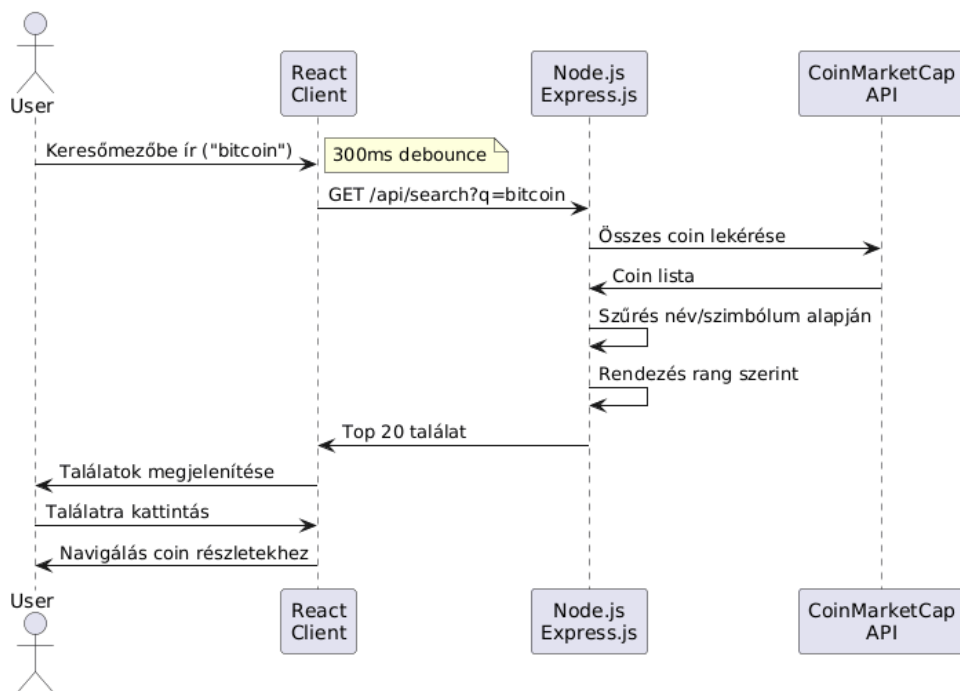 React
Client
Node.js
Express.js
CoinMarketCap
API
User
Keresőmezőbe ír ("bitcoin")
300ms debounce
GET /api/search?q=bitcoin
Összes coin lekérése
Coin lista
Szűrés név/szimbólum alapján
Rendezés rang szerint
Top 20 találat
Találatok megjelenítése
Találatra kattintás
Navigálás coin részletekhez
User
React
Client
Node.js
Express.js
CoinMarketCap
API